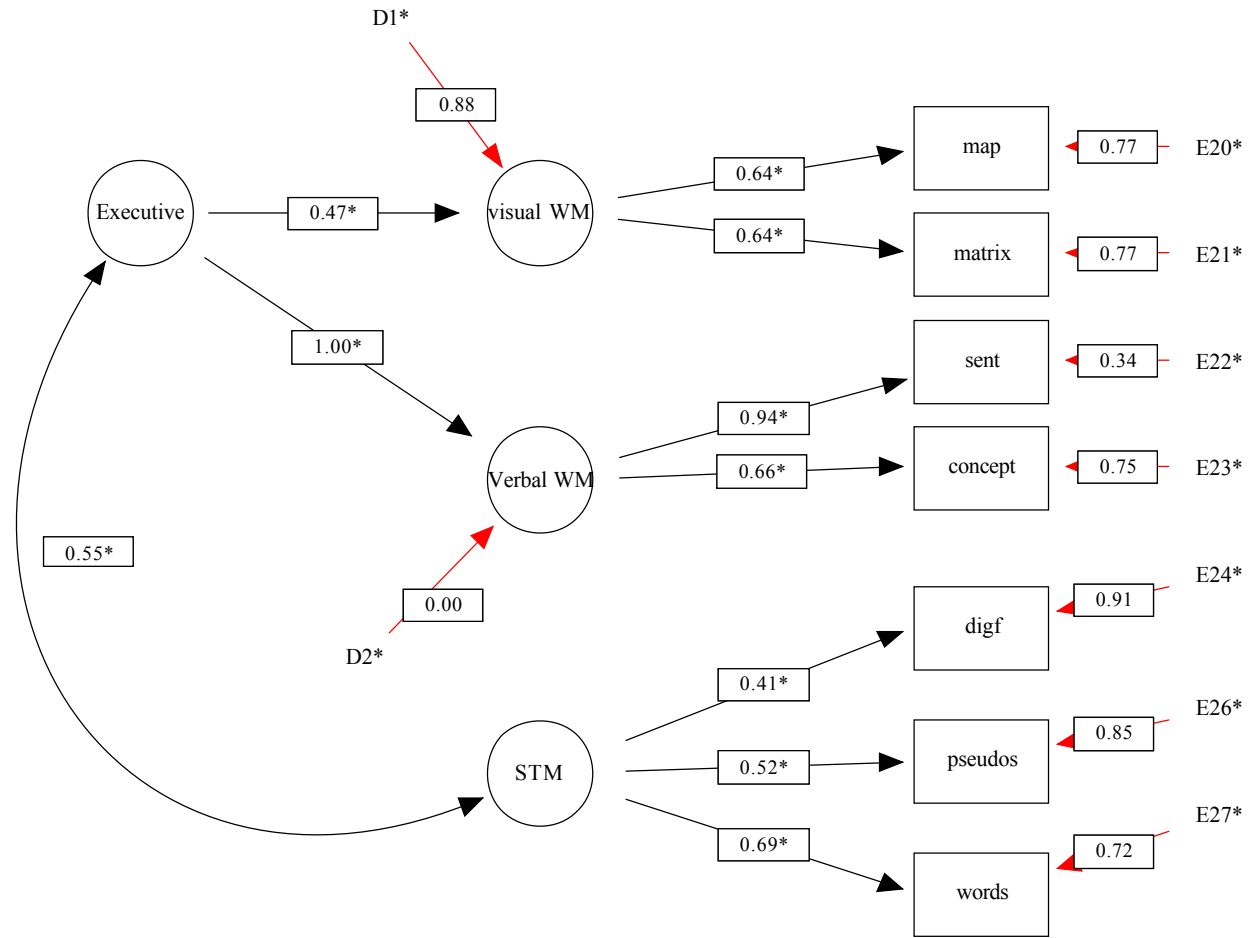 D1*
0.88
map
0.77
E20*
0.64*
Executive
0.47*
visual WM
0.64*
matrix
0.77
E21*
1.00*
sent
0.34
E22*
0.94*
Verbal WM
0.66*
concept
0.75
E23*
0.55*
0.00
D2*
E24*
0.91
digf
0.41*
E26*
0.85
STM
0.52*
pseudos
E27*
0.69*
0.72
words